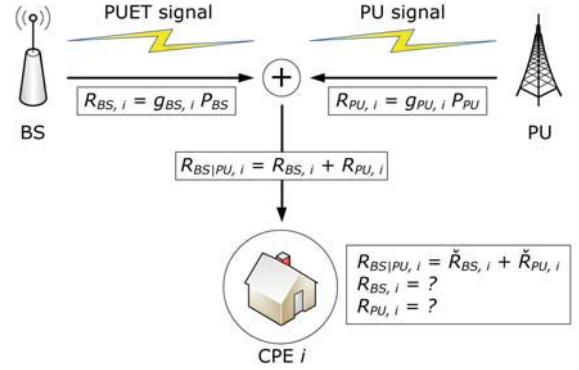 PUET signal
PU signal
+
R_{BS, i} = g_{BS, i} P_{BS}
R_{PU, i} = g_{PU, i} P_{PU}
BS
PU
R_{BS|PU, i} = R_{BS, i} + R_{PU, i}
R_{BS|PU, i} = Ř_{BS, i} + Ř_{PU, i}
R_{BS, i} = ?
R_{PU, i} = ?
CPE i